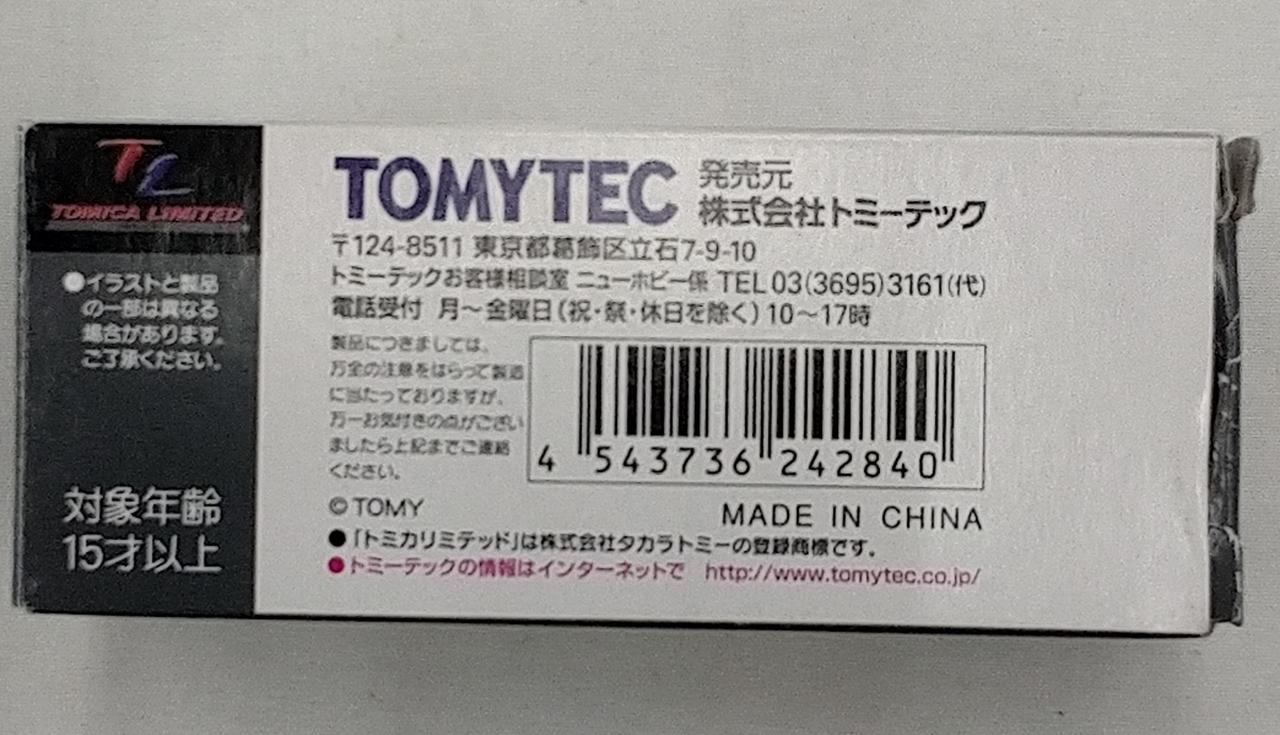 TC
TOMICA LIMITED
●イラストと製品
の一部は異なる
場合があります。
ご了承ください。
対象年齢
15才以上
TOMYTEC 発売元
株式会社トミーテック
〒124-8511 東京都葛飾区立石7-9-10
トミーテックお客様相談室 ニューホビー係 TEL 03(3695)3161(代)
電話受付 月～金曜日(祝・祭・休日を除く)10～17時
製品につきましては、
万全の注意をはらって製造
に当たっておりますが、
万一お気付きの点がござい
ましたら上記までご連絡
ください。
4 543736 242840
©TOMY
MADE IN CHINA
●「トミカリミテッド」は株式会社タカラトミーの登録商標です。
●トミーテックの情報はインターネットで http://www.tomytec.co.jp/